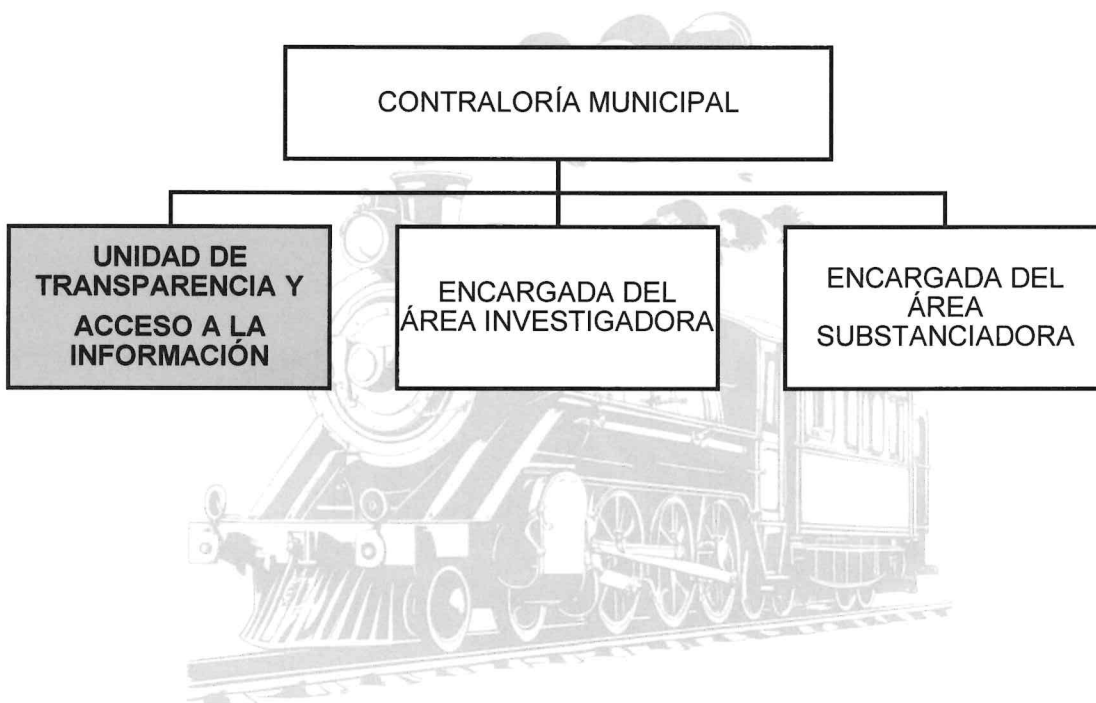 CONTRALORÍA MUNICIPAL
UNIDAD DE
TRANSPARENCIA Y
ACCESO A LA
INFORMACIÓN
ENCARGADA DEL
ÁREA INVESTIGADORA
ENCARGADA DEL
ÁREA
SUBSTANCIADORA